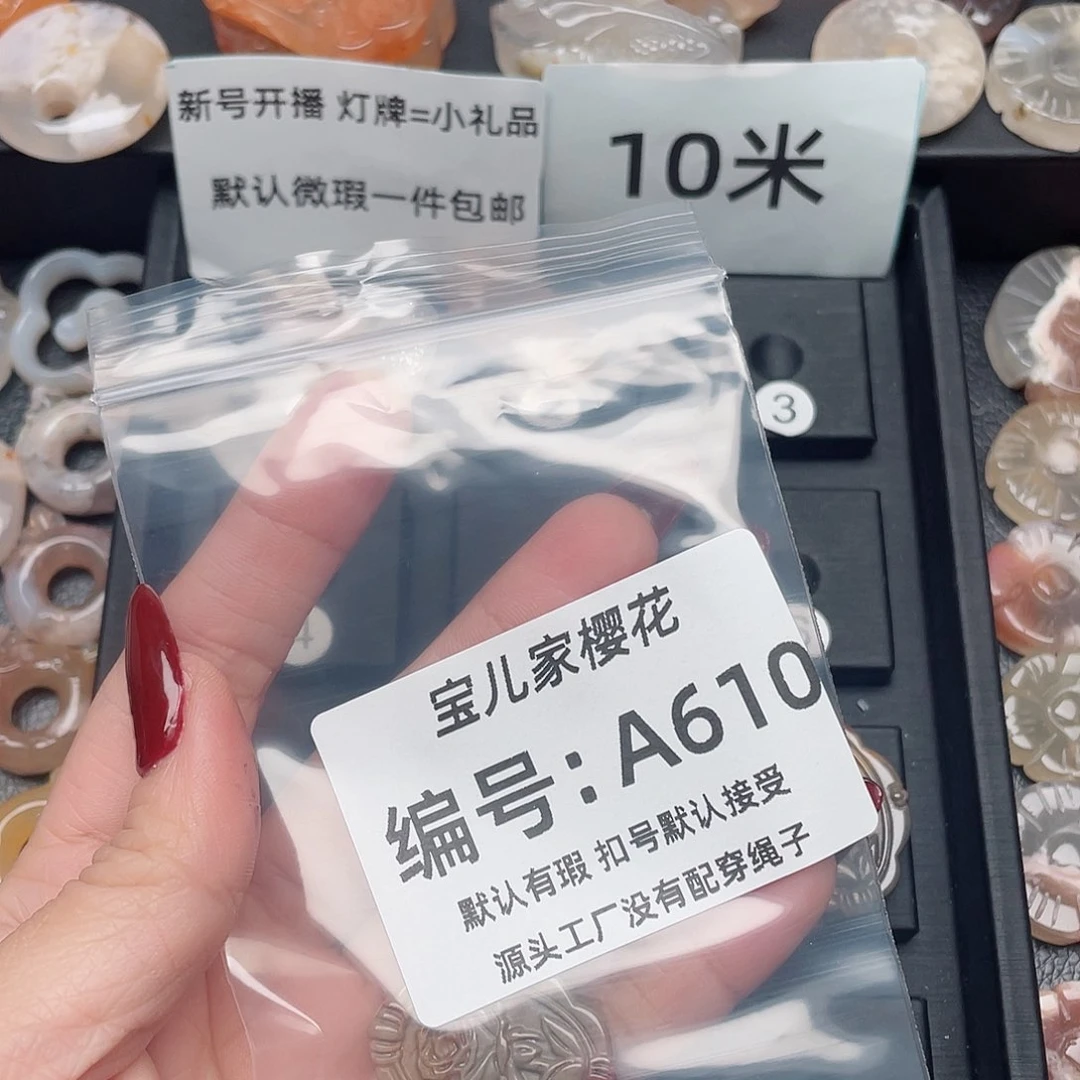 新号开播 灯牌=小礼品
默认微瑕一件包邮
10米
3
4
宝儿家樱花
编号:A610
默认有瑕 扣号默认接受
源头工厂没有配穿绳子